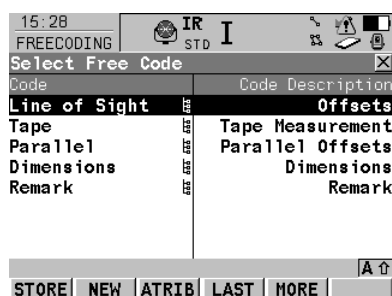 15:28
FREECODING
IR
STD
I
Select Free Code
Code Code Description
Line of Sight Offsets
Tape Tape Measurement
Parallel Parallel Offsets
Dimensions Dimensions
Remark Remark
A
STORE NEW ATRIB LAST MORE